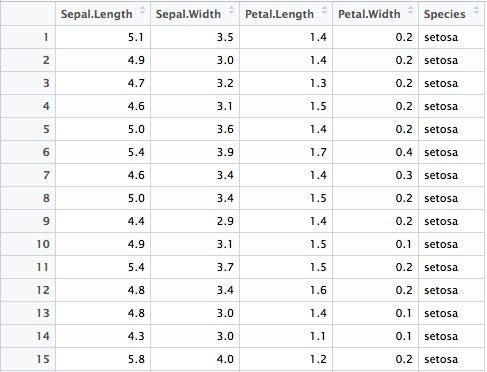 Sepal.Length Sepal.Width Petal.Length Petal.Width Species
1 5.1 3.5 1.4 0.2 setosa
2 4.9 3.0 1.4 0.2 setosa
3 4.7 3.2 1.3 0.2 setosa
4 4.6 3.1 1.5 0.2 setosa
5 5.0 3.6 1.4 0.2 setosa
6 5.4 3.9 1.7 0.4 setosa
7 4.6 3.4 1.4 0.3 setosa
8 5.0 3.4 1.5 0.2 setosa
9 4.4 2.9 1.4 0.2 setosa
10 4.9 3.1 1.5 0.1 setosa
11 5.4 3.7 1.5 0.2 setosa
12 4.8 3.4 1.6 0.2 setosa
13 4.8 3.0 1.4 0.1 setosa
14 4.3 3.0 1.1 0.1 setosa
15 5.8 4.0 1.2 0.2 setosa